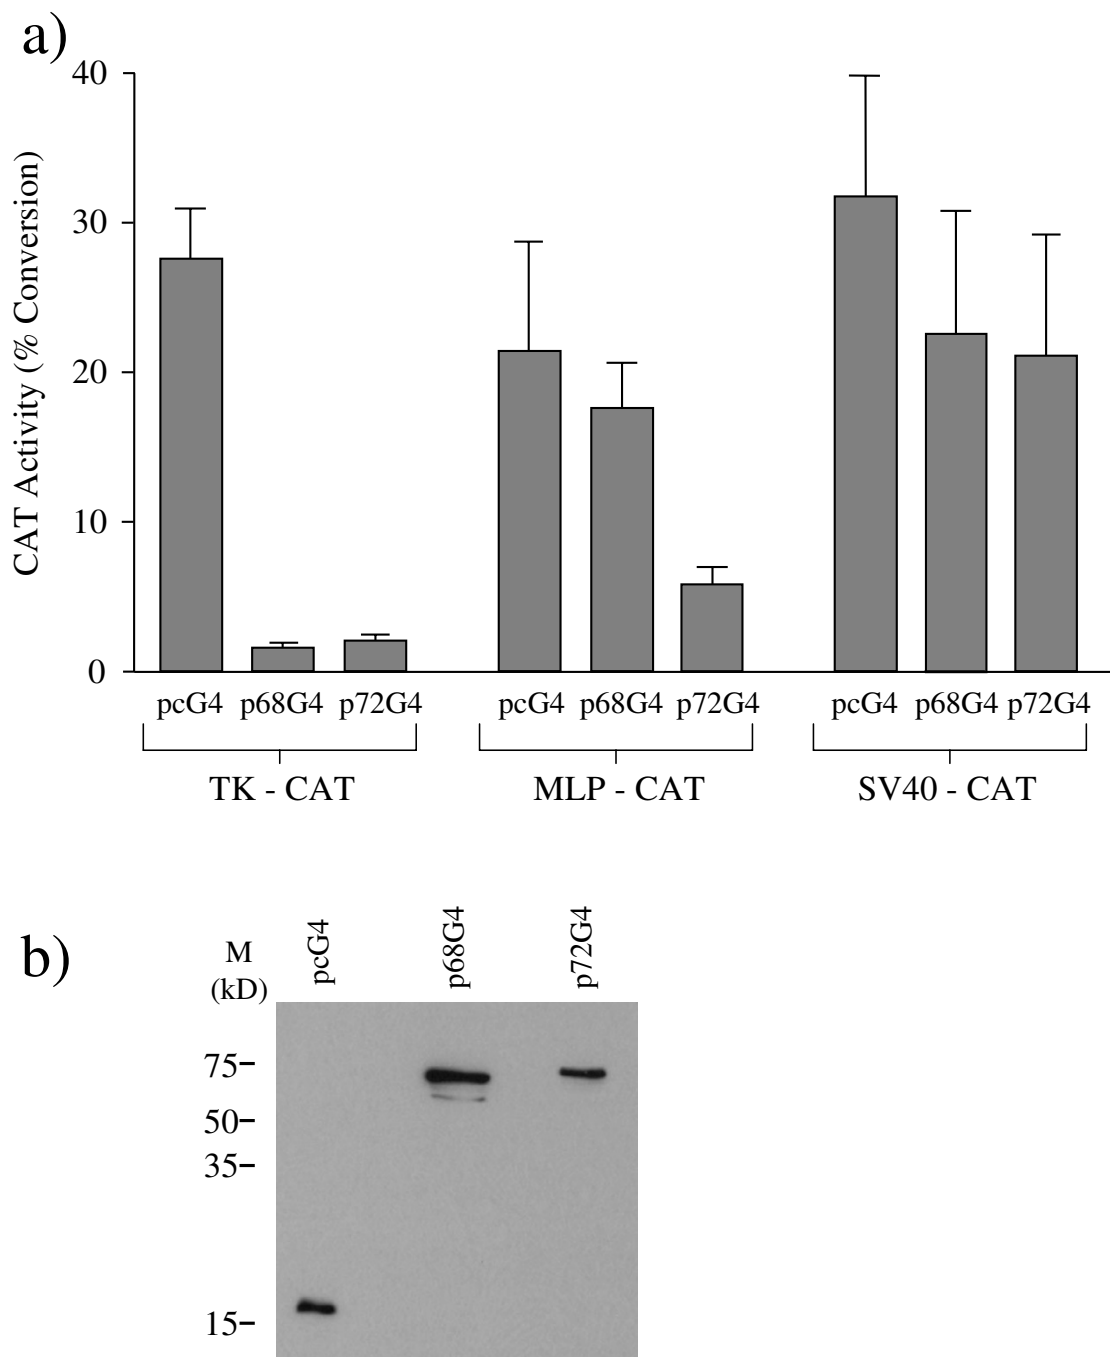 a)
CAT Activity (% Conversion)
40
30
20
10
0
pcG4 p68G4 p72G4 pcG4 p68G4 p72G4 pcG4 p68G4 p72G4
TK - CAT MLP - CAT SV40 - CAT
b)
M
(kD)
pcG4 p68G4 p72G4
75
50
35
15